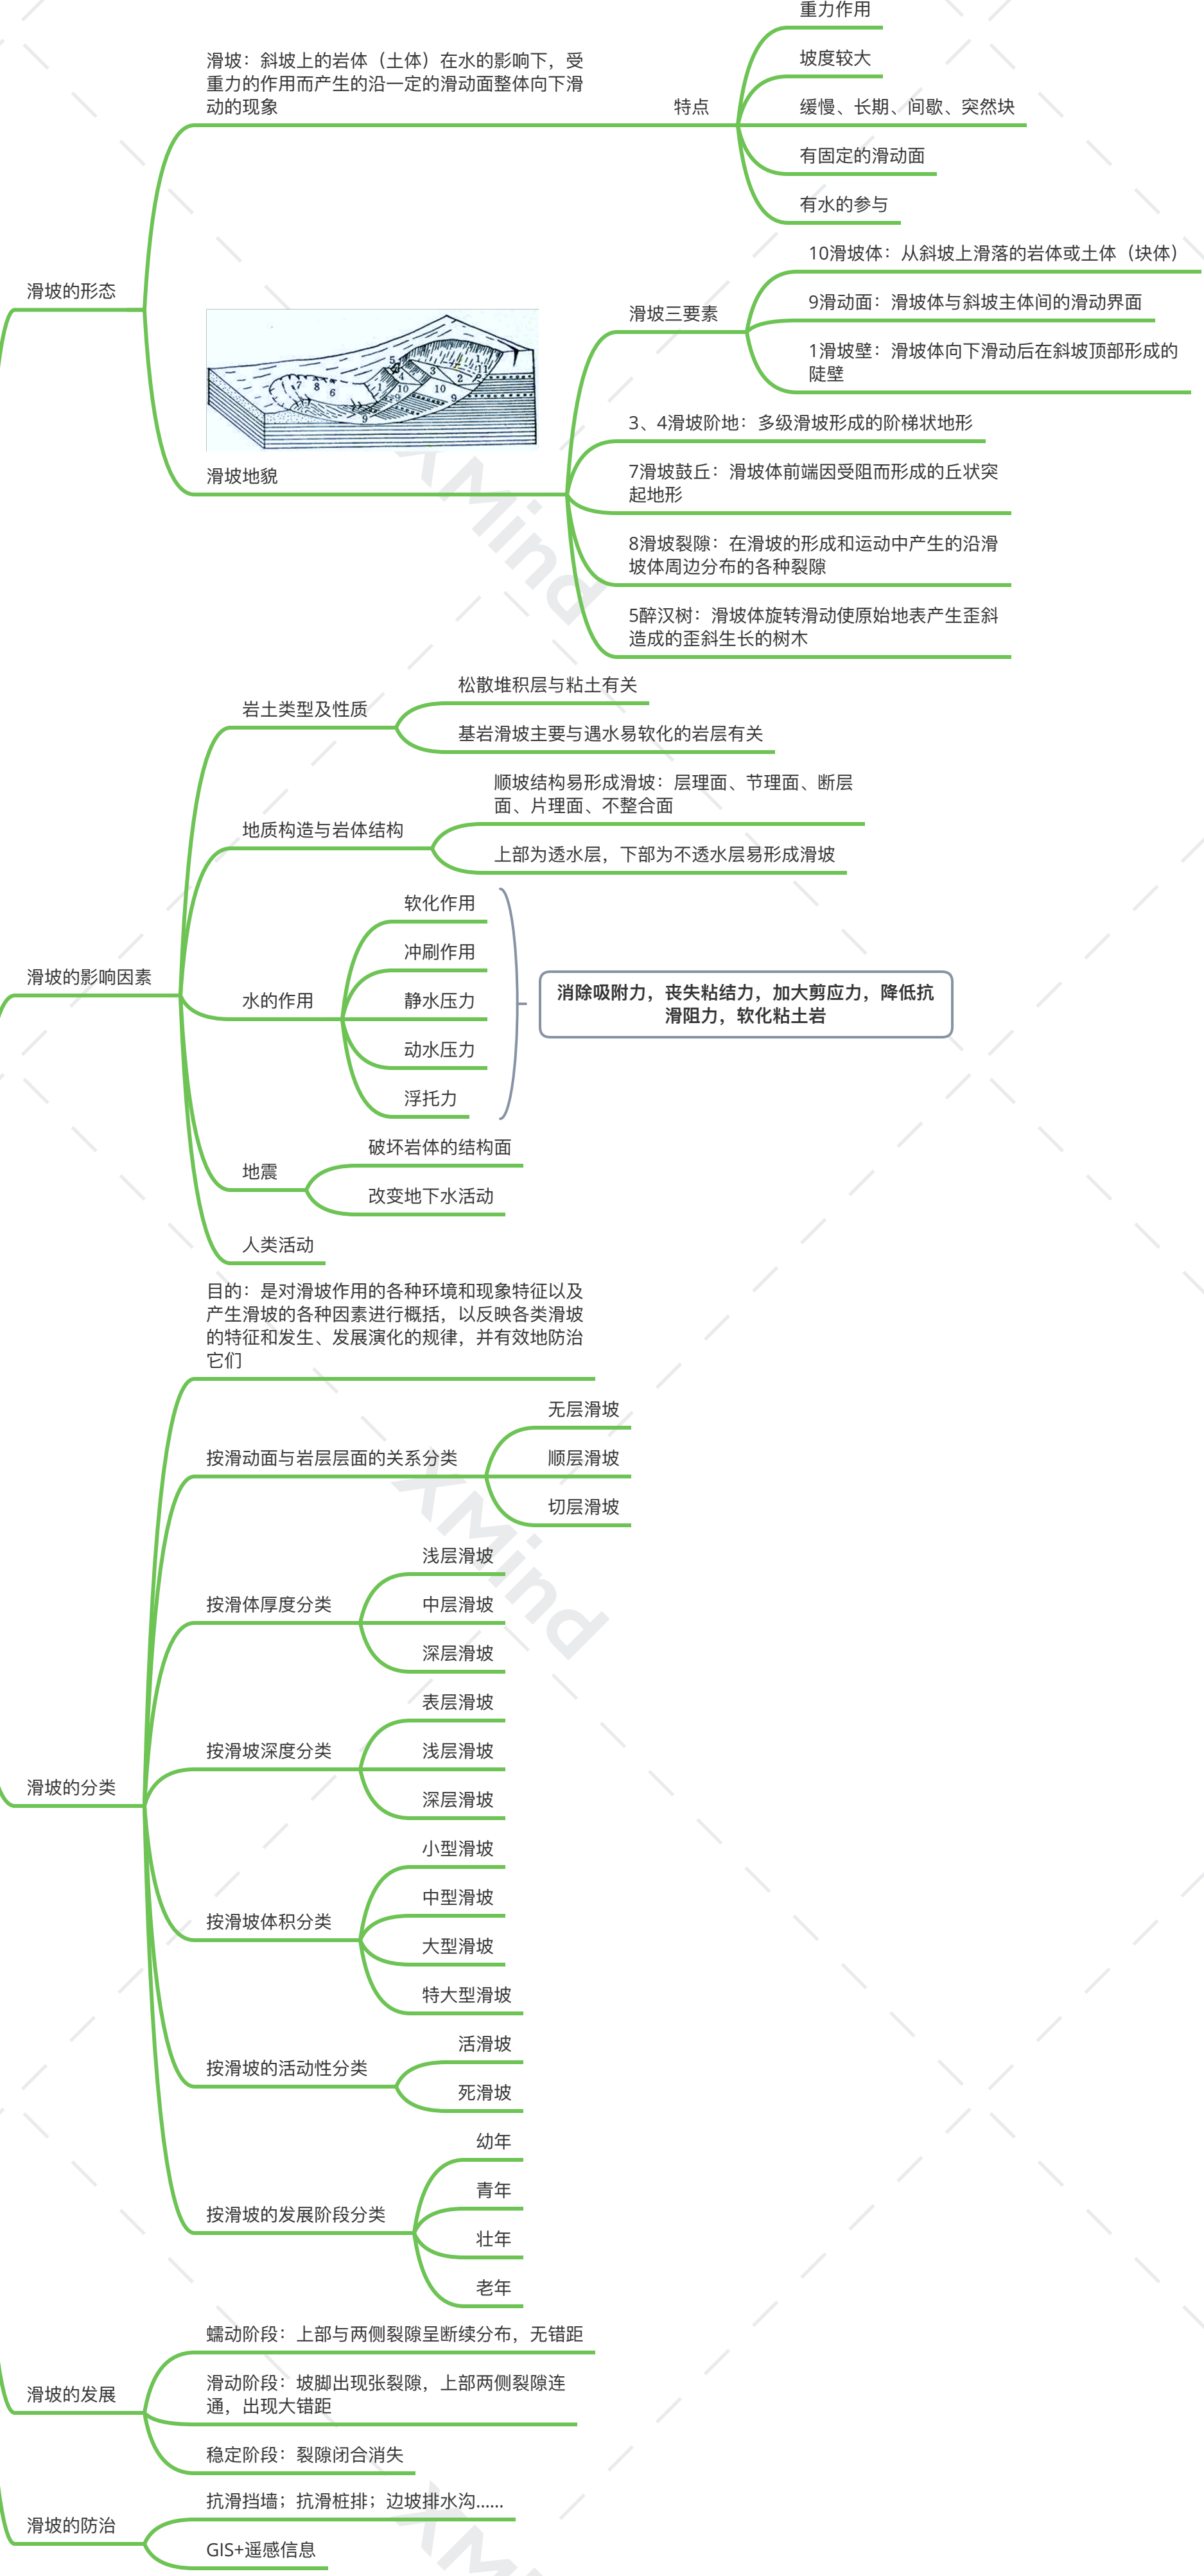 重力作用
坡度较大
缓慢、长期、间歇、突然块
有固定的滑动面
有水的参与
滑坡：斜坡上的岩体（土体）在水的影响下，受
重力的作用而产生的沿一定的滑动面整体向下滑
动的现象
特点
滑坡的形态
10滑坡体：从斜坡上滑落的岩体或土体（块体）
9滑动面：滑坡体与斜坡主体间的滑动界面
1滑坡壁：滑坡体向下滑动后在斜坡顶部形成的
陡壁
滑坡三要素
3、4滑坡阶地：多级滑坡形成的阶梯状地形
7滑坡鼓丘：滑坡体前端因受阻而形成的丘状突
起地形
8滑坡裂隙：在滑坡的形成和运动中产生的沿滑
坡体周边分布的各种裂隙
5醉汉树：滑坡体旋转滑动使原始地表产生歪斜
造成的歪斜生长的树木
滑坡地貌
5
1
11
4
3
2
7
8
6
1
10
10
9
9
9
岩土类型及性质
松散堆积层与粘土有关
基岩滑坡主要与遇水易软化的岩层有关
地质构造与岩体结构
顺坡结构易形成滑坡：层理面、节理面、断层
面、片理面、不整合面
上部为透水层，下部为不透水层易形成滑坡
滑坡的影响因素
水的作用
软化作用
冲刷作用
静水压力
动水压力
浮托力
消除吸附力，丧失粘结力，加大剪应力，降低抗
滑阻力，软化粘土岩
地震
破坏岩体的结构面
改变地下水活动
人类活动
滑坡的分类
目的：是对滑坡作用的各种环境和现象特征以及
产生滑坡的各种因素进行概括，以反映各类滑坡
的特征和发生、发展演化的规律，并有效地防治
它们
按滑动面与岩层层面的关系分类
无层滑坡
顺层滑坡
切层滑坡
按滑体厚度分类
浅层滑坡
中层滑坡
深层滑坡
按滑坡深度分类
表层滑坡
浅层滑坡
深层滑坡
按滑坡体积分类
小型滑坡
中型滑坡
大型滑坡
特大型滑坡
按滑坡的活动性分类
活滑坡
死滑坡
按滑坡的发展阶段分类
幼年
青年
壮年
老年
滑坡的发展
蠕动阶段：上部与两侧裂隙呈断续分布，无错距
滑动阶段：坡脚出现张裂隙，上部两侧裂隙连
通，出现大错距
稳定阶段：裂隙闭合消失
滑坡的防治
抗滑挡墙；抗滑桩排；边坡排水沟......
GIS+遥感信息
XMind
XMind
XMind